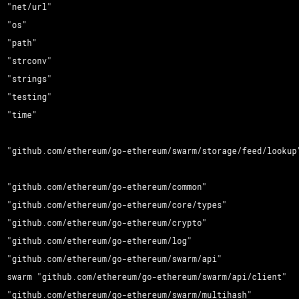 "net/url"
"os"
"path"
"strconv"
"strings"
"testing"
"time"
"github.com/ethereum/go-ethereum/swarm/storage/feed/lookup"
"github.com/ethereum/go-ethereum/common"
"github.com/ethereum/go-ethereum/core/types"
"github.com/ethereum/go-ethereum/crypto"
"github.com/ethereum/go-ethereum/log"
"github.com/ethereum/go-ethereum/swarm/api"
swarm "github.com/ethereum/go-ethereum/swarm/api/client"
"github.com/ethereum/go-ethereum/swarm/multihash"